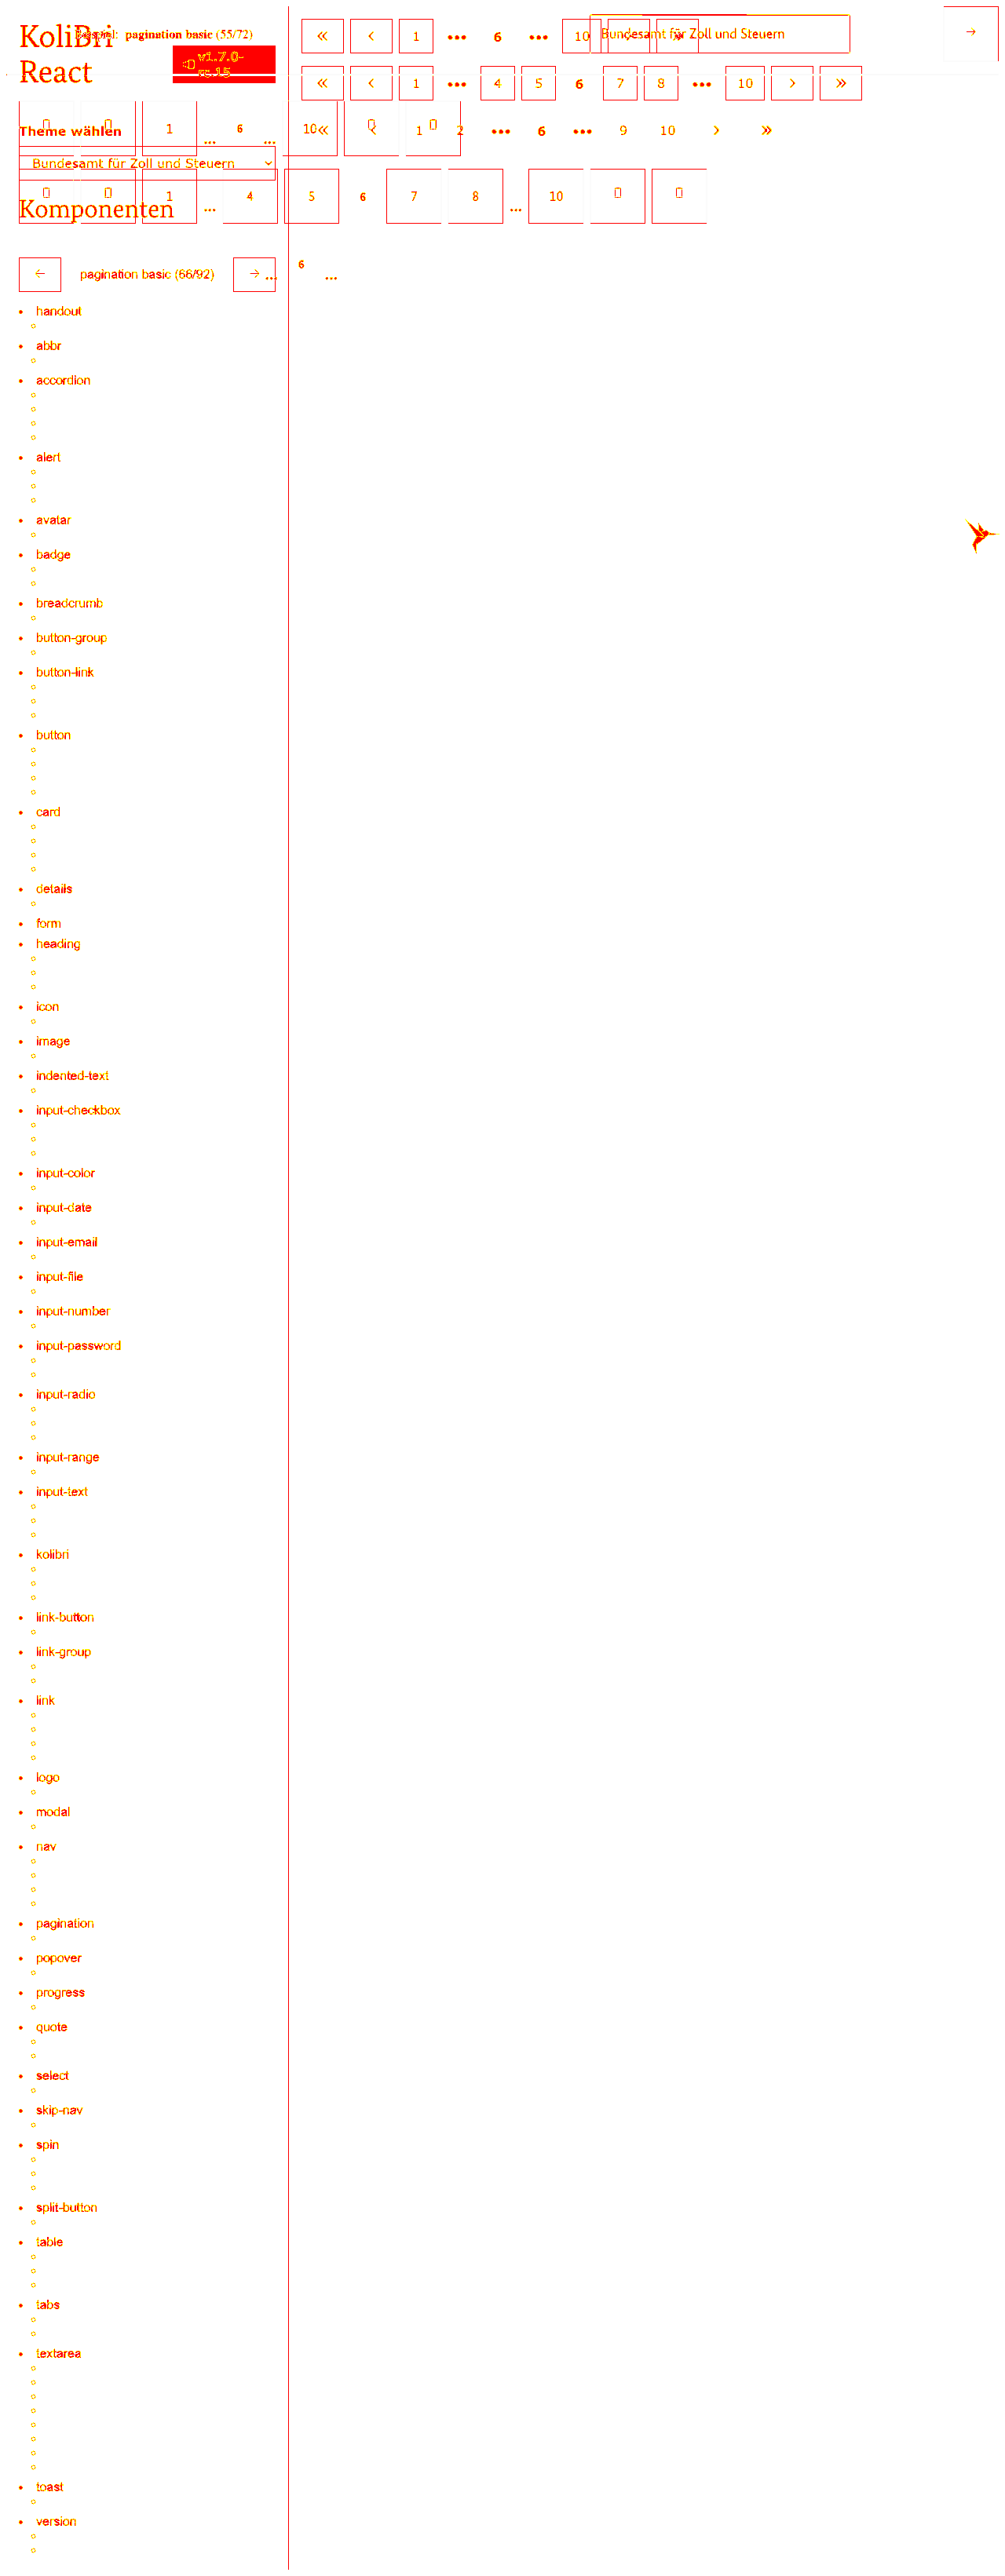 KoliBri
React
Beispiel: pagination basic (55/72)
v1.7.0-
rc.15
« ‹ 1 ••• 6 ••• 10
Bundesamt für Zoll und Steuern
→
« ‹ 1 ••• 4 5 6 7 8 ••• 10 › »
Theme wählen
1 ... 6 ... 10
« ‹ 1 2 ••• 6 ••• 9 10 › »
Bundesamt für Zoll und Steuern
1 ... 4 5 6 7 8 ... 10
Komponenten
← pagination basic (66/92) →
... 6 ...
handout
abbr
accordion
alert
avatar
badge
breadcrumb
button-group
button-link
button
card
details
form
heading
icon
image
indented-text
input-checkbox
input-color
input-date
input-email
input-file
input-number
input-password
input-radio
input-range
input-text
kolibri
link-button
link-group
link
logo
modal
nav
pagination
popover
progress
quote
select
skip-nav
spin
split-button
table
tabs
textarea
toast
version